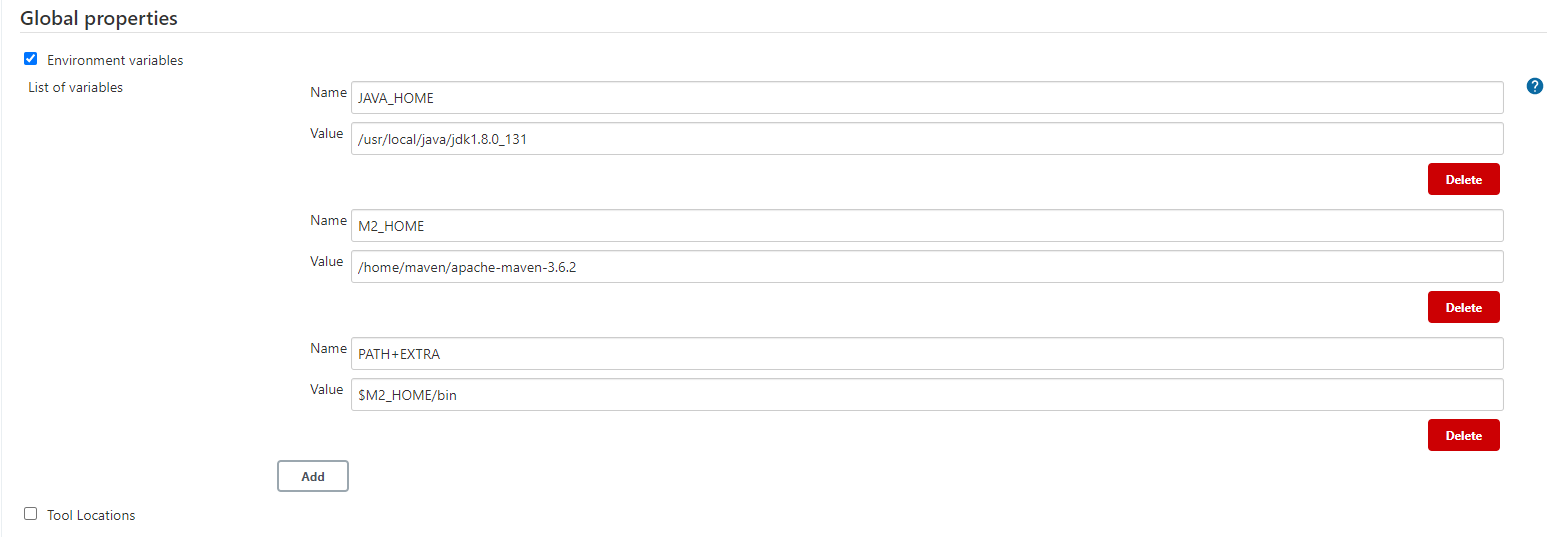 Global properties
Environment variables
List of variables
Name JAVA_HOME
?
Value /usr/local/java/jdk1.8.0_131
Delete
Name M2_HOME
Value /home/maven/apache-maven-3.6.2
Delete
Name PATH+EXTRA
Value $M2_HOME/bin
Delete
Add
Tool Locations